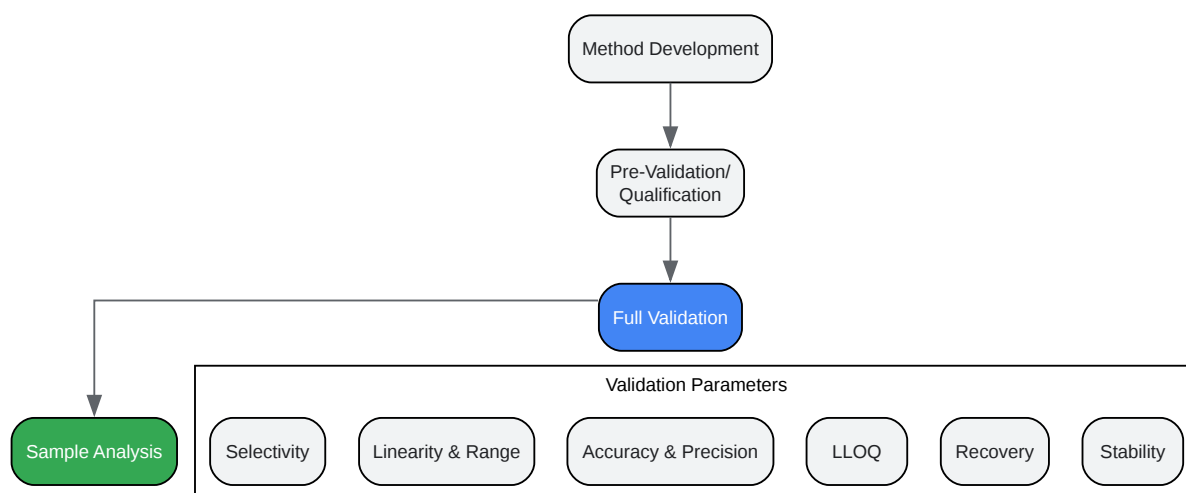 Method Development
Pre-Validation/
Qualification
Full Validation
Validation Parameters
Sample Analysis
Selectivity
Linearity & Range
Accuracy & Precision
LLOQ
Recovery
Stability